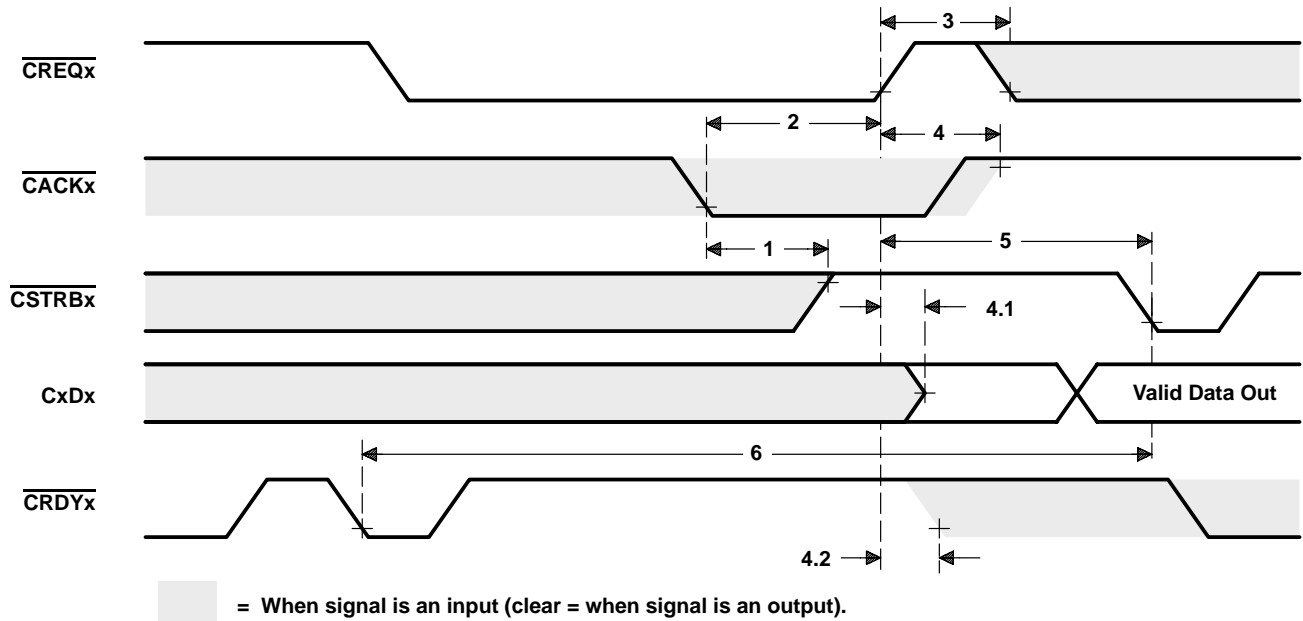 3
CREQx
2
4
CACKx
1
5
CSTRBx
4.1
CxDx
Valid Data Out
6
CRDYx
4.2
= When signal is an input (clear = when signal is an output).